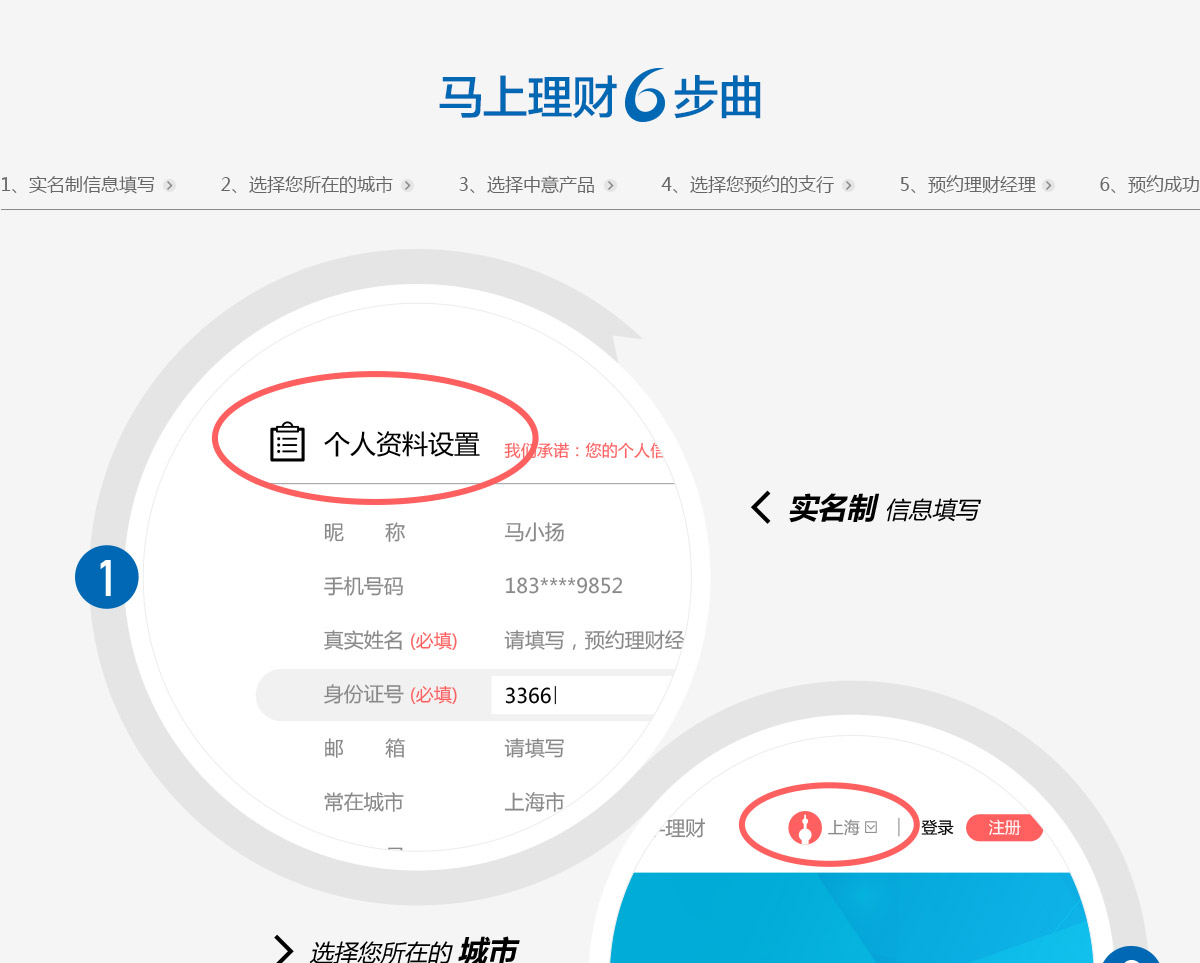 马上理财6步曲
1、实名制信息填写 2、选择您所在的城市 3、选择中意产品 4、选择您预约的支行 5、预约理财经理 6、预约成功
个人资料设置 我们承诺：您的个人信
昵 称 马小扬
手机号码 183****9852
真实姓名 (必填) 请填写，预约理财经
身份证号 (必填) 3366
邮 箱 请填写
常在城市 上海市
1
实名制 信息填写
理财 上海 登录 注册
选择您所在的 城市